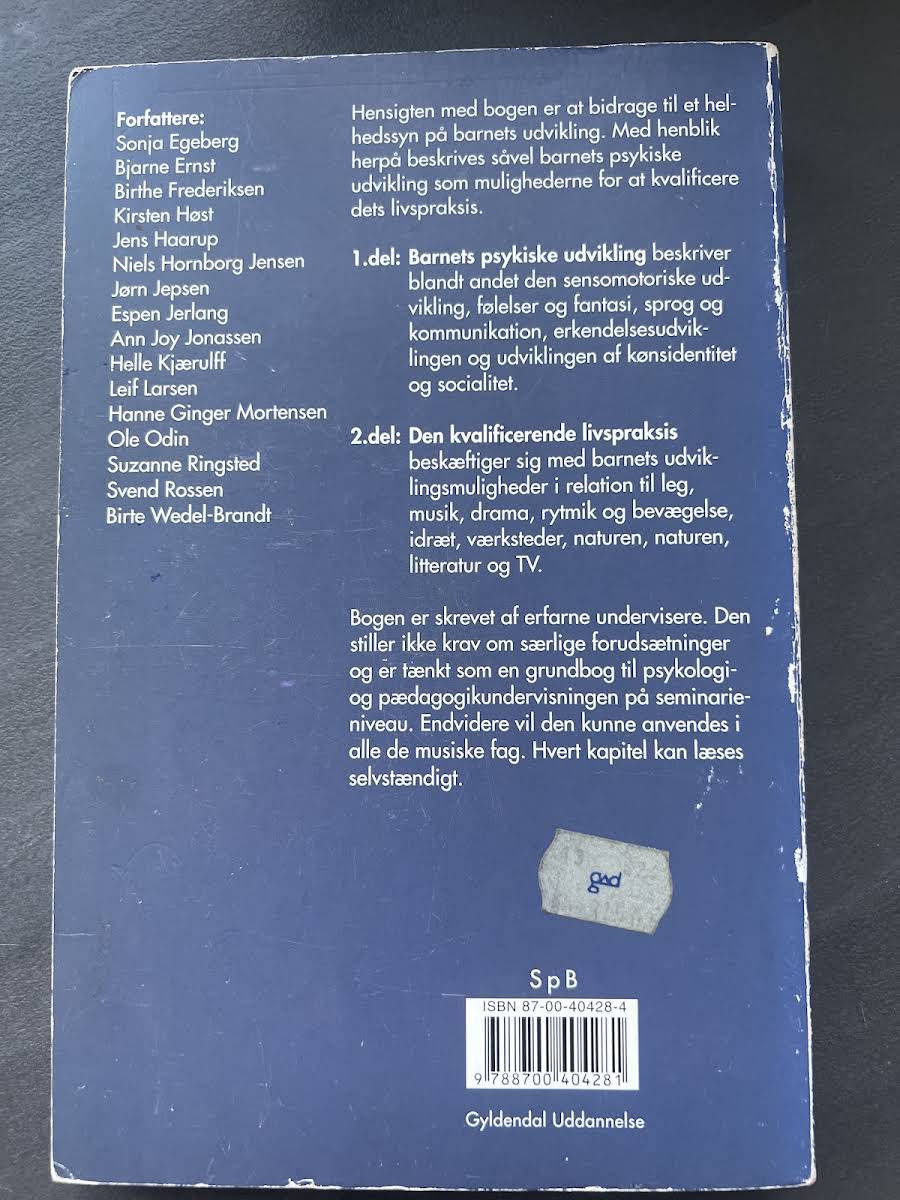 Forfattere:
Sonja Egeberg
Bjarne Ernst
Birthe Frederiksen
Kirsten Høst
Jens Haarup
Niels Hornborg Jensen
Jørn Jepsen
Espen Jerlang
Ann Joy Jonassen
Helle Kjærulff
Leif Larsen
Hanne Ginger Mortensen
Ole Odin
Suzanne Ringsted
Svend Rossen
Birte Wedel-Brandt
Hensigten med bogen er at bidrage til et hel-
hedssyn på barnets udvikling. Med henblik
herpå beskrives såvel barnets psykiske
udvikling som mulighederne for at kvalificere
dets livspraksis.
1.del: Barnets psykiske udvikling beskriver
blandt andet den sensomotoriske ud-
vikling, følelser og fantasi, sprog og
kommunikation, erkendelsesudvik-
lingen og udviklingen af kønsidentitet
og socialitet.
2.del: Den kvalificerende livspraksis
beskæftiger sig med barnets udvik-
lingsmuligheder i relation til leg,
musik, drama, rytmik og bevægelse,
idræt, værksteder, naturen, naturen,
litteratur og TV.
Bogen er skrevet af erfarne undervisere. Den
stiller ikke krav om særlige forudsætninger
og er tænkt som en grundbog til psykologi-
og pædagogikundervisningen på seminarie-
niveau. Endvidere vil den kunne anvendes i
alle de musiske fag. Hvert kapitel kan læses
selvstændigt.
SpB
ISBN 87-00-40428-4
9 788700 404281
Gyldendal Uddannelse